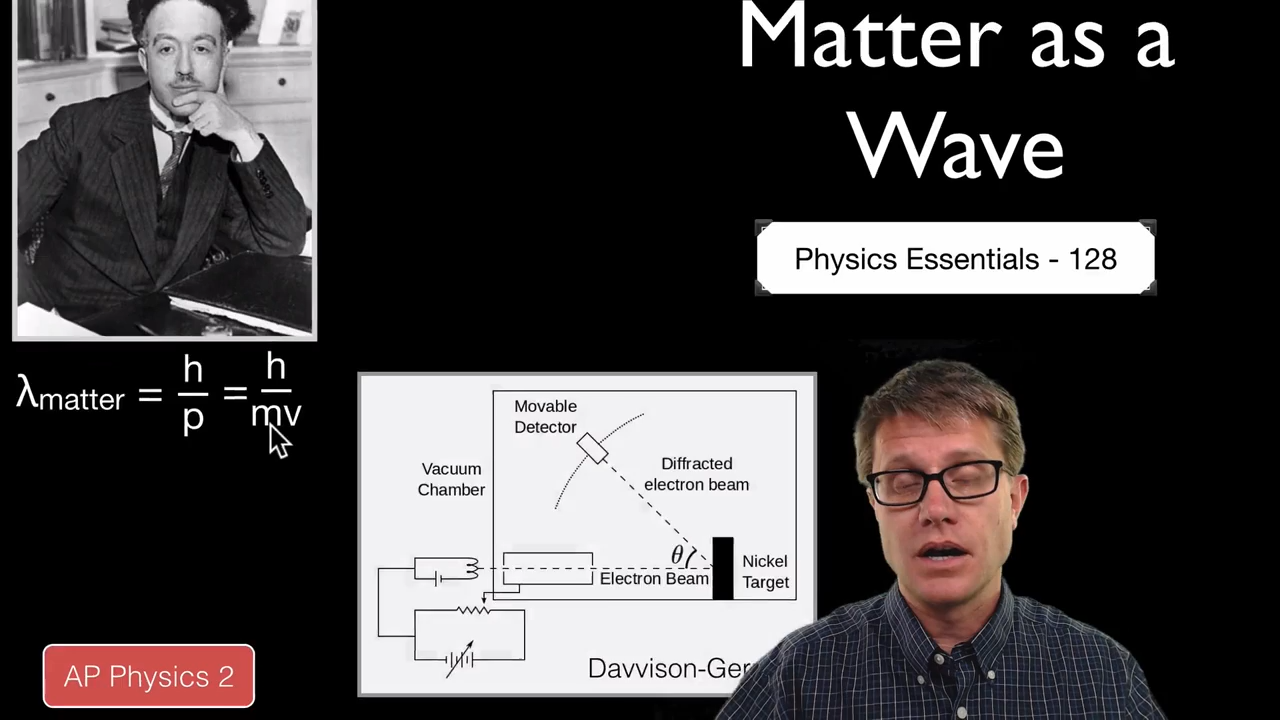 Matter as a
Wave
Physics Essentials - 128
λmatter = h/p = h/mv
Movable
Detector
Vacuum
Chamber
Diffracted
electron beam
θ
Electron Beam
Nickel
Target
AP Physics 2